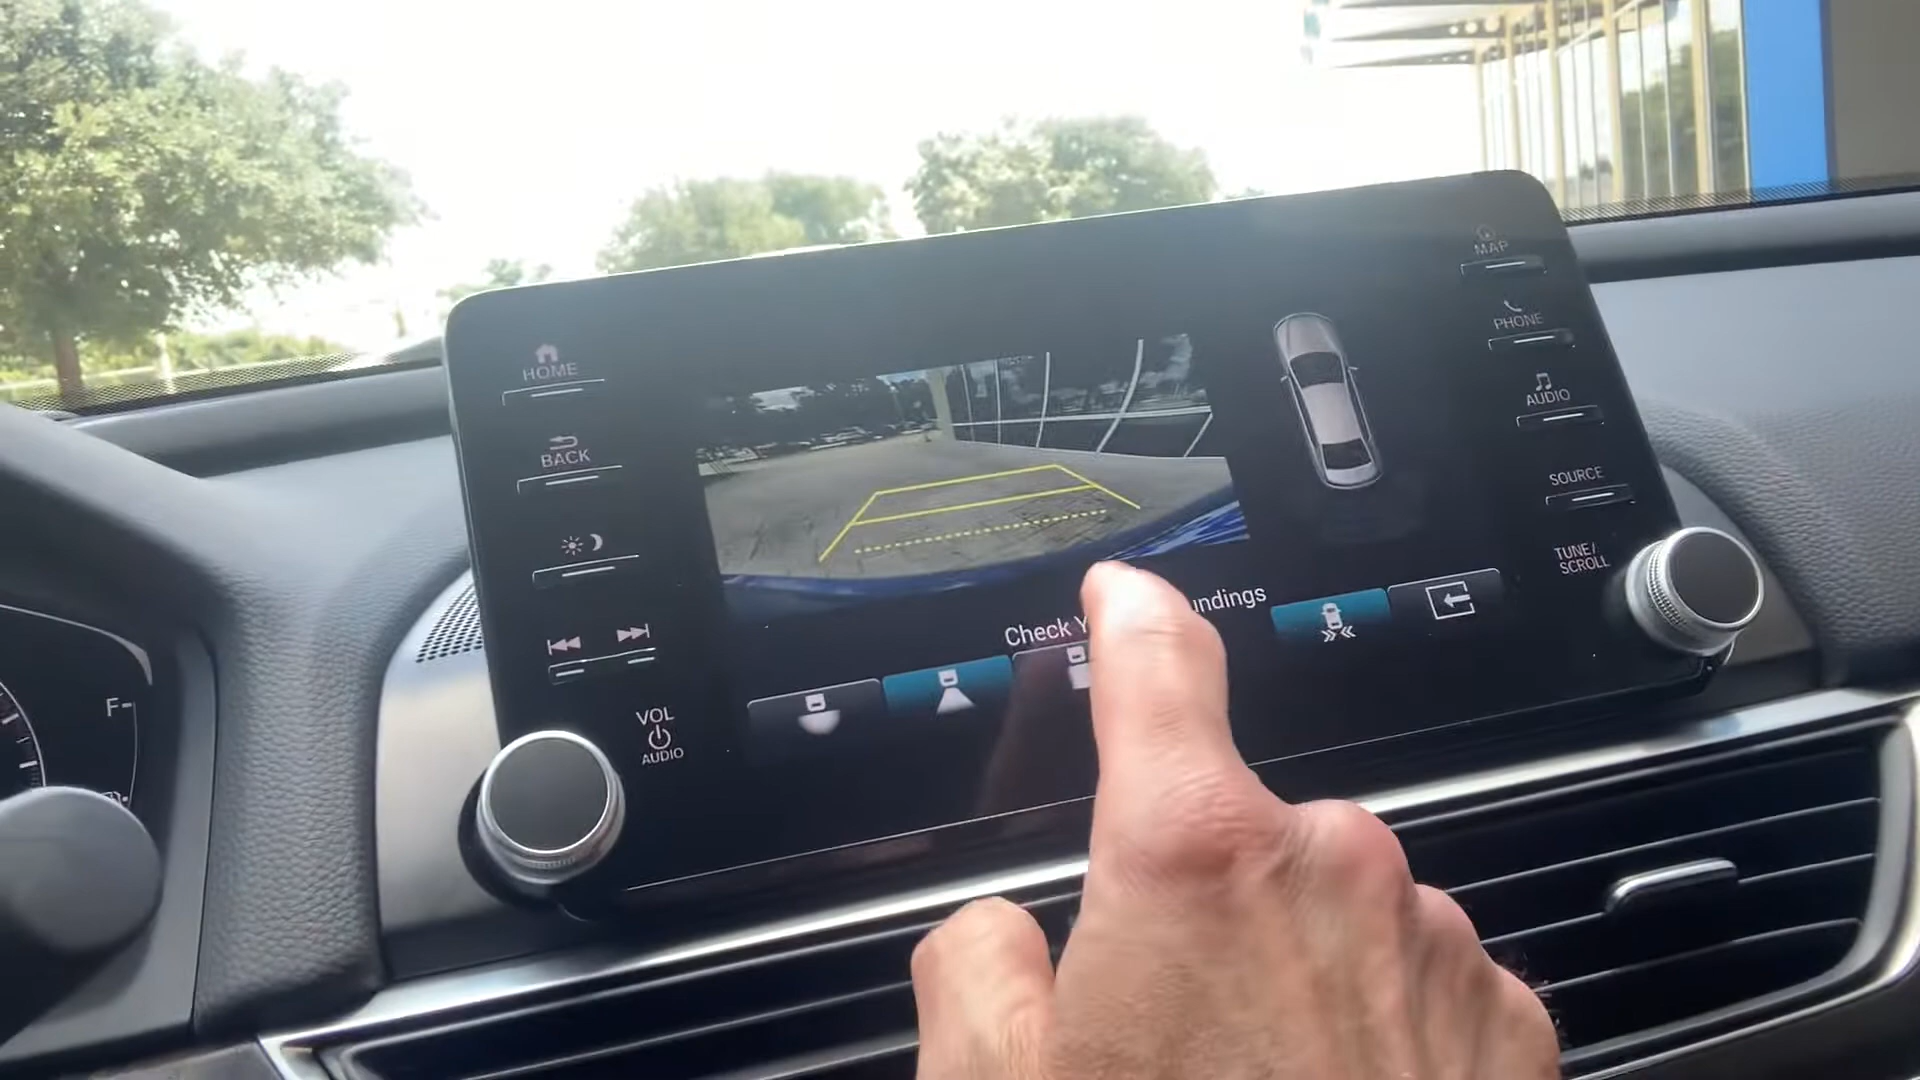 HOME
BACK
VOL
AUDIO
F
Check Y undings
MAP
PHONE
AUDIO
SOURCE
TUNE/
SCROLL